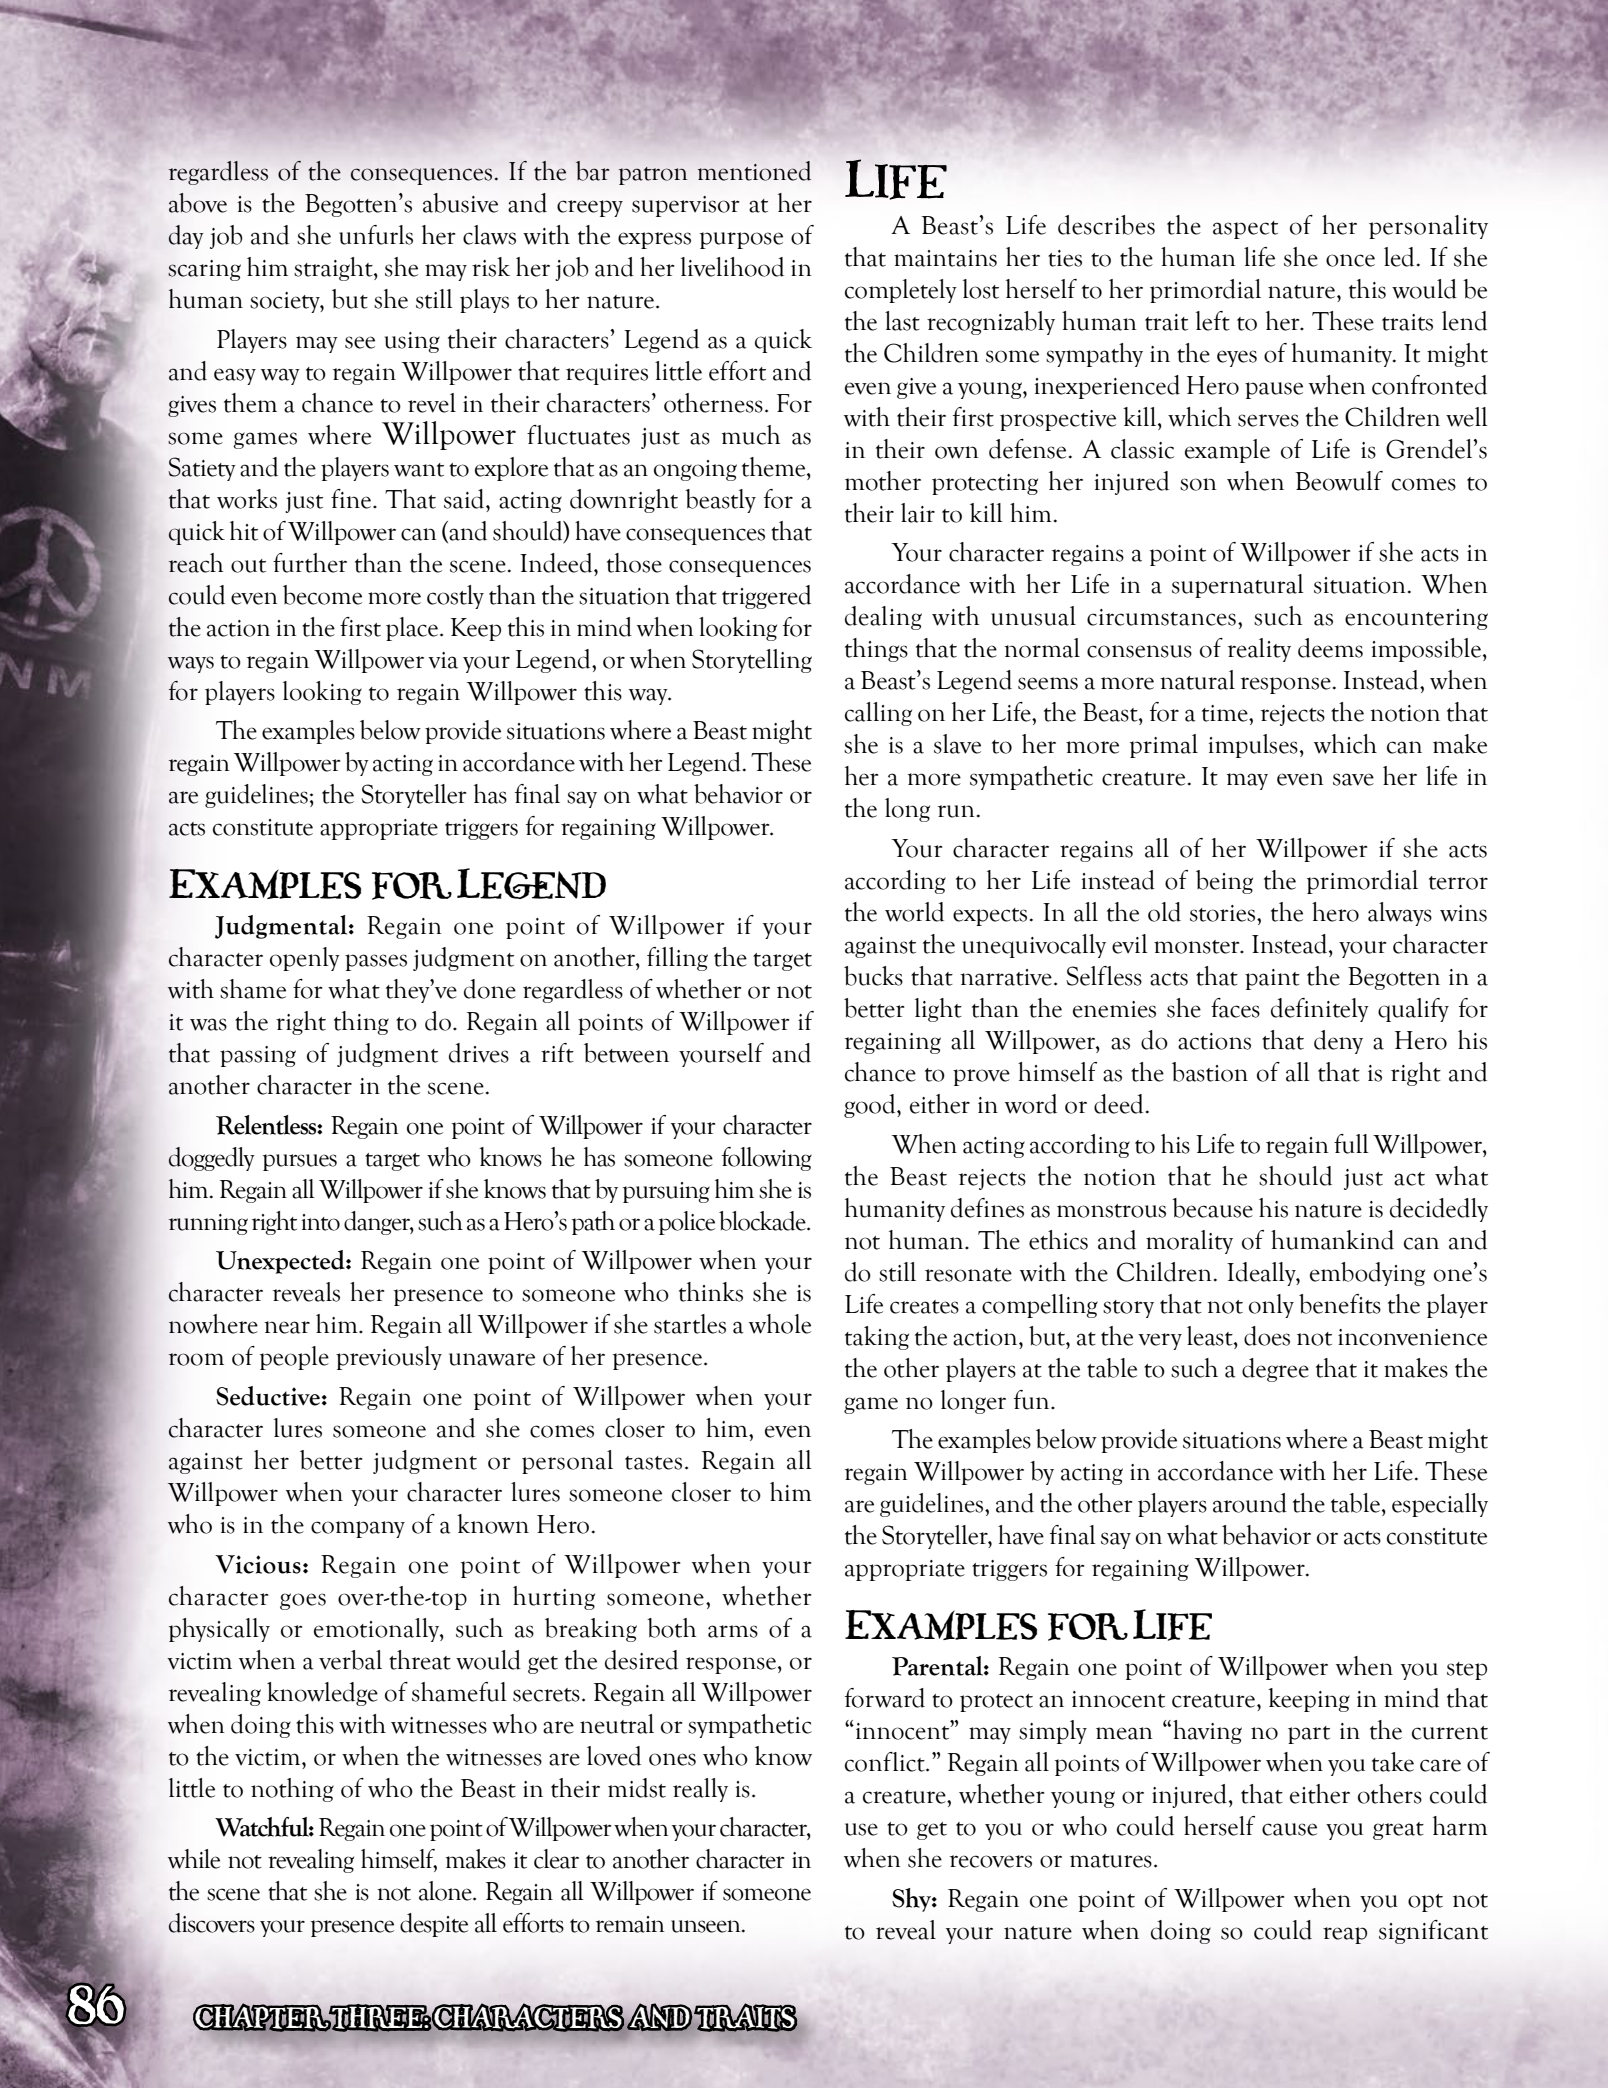 regardless of the consequences. If the bar patron mentioned
above is the Begotten's abusive and creepy supervisor at her
day job and she unfurls her claws with the express purpose of
scaring him straight, she may risk her job and her livelihood in
human society, but she still plays to her nature.
Players may see using their characters' Legend as a quick
and easy way to regain Willpower that requires little effort and
gives them a chance to revel in their characters' otherness. For
some games where Willpower fluctuates just as much as
Satiety and the players want to explore that as an ongoing theme,
that works just fine. That said, acting downright beastly for a
quick hit of Willpower can (and should) have consequences that
reach out further than the scene. Indeed, those consequences
could even become more costly than the situation that triggered
the action in the first place. Keep this in mind when looking for
ways to regain Willpower via your Legend, or when Storytelling
for players looking to regain Willpower this way.
The examples below provide situations where a Beast might
regain Willpower by acting in accordance with her Legend. These
are guidelines; the Storyteller has final say on what behavior or
acts constitute appropriate triggers for regaining Willpower.
EXAMPLES FOR LEGEND
Judgmental: Regain one point of Willpower if your
character openly passes judgment on another, filling the target
with shame for what they've done regardless of whether or not
it was the right thing to do. Regain all points of Willpower if
that passing of judgment drives a rift between yourself and
another character in the scene.
Relentless: Regain one point of Willpower if your character
doggedly pursues a target who knows he has someone following
him. Regain all Willpower if she knows that by pursuing him she is
running right into danger, such as a Hero's path or a police blockade.
Unexpected: Regain one point of Willpower when your
character reveals her presence to someone who thinks she is
nowhere near him. Regain all Willpower if she startles a whole
room of people previously unaware of her presence.
Seductive: Regain one point of Willpower when your
character lures someone and she comes closer to him, even
against her better judgment or personal tastes. Regain all
Willpower when your character lures someone closer to him
who is in the company of a known Hero.
Vicious: Regain one point of Willpower when your
character goes over-the-top in hurting someone, whether
physically or emotionally, such as breaking both arms of a
victim when a verbal threat would get the desired response, or
revealing knowledge of shameful secrets. Regain all Willpower
when doing this with witnesses who are neutral or sympathetic
to the victim, or when the witnesses are loved ones who know
little to nothing of who the Beast in their midst really is.
Watchful: Regain one point of Willpower when your character,
while not revealing himself, makes it clear to another character in
the scene that she is not alone. Regain all Willpower if someone
discovers your presence despite all efforts to remain unseen.
LIFE
A Beast's Life describes the aspect of her personality
that maintains her ties to the human life she once led. If she
completely lost herself to her primordial nature, this would be
the last recognizably human trait left to her. These traits lend
the Children some sympathy in the eyes of humanity. It might
even give a young, inexperienced Hero pause when confronted
with their first prospective kill, which serves the Children well
in their own defense. A classic example of Life is Grendel's
mother protecting her injured son when Beowulf comes to
their lair to kill him.
Your character regains a point of Willpower if she acts in
accordance with her Life in a supernatural situation. When
dealing with unusual circumstances, such as encountering
things that the normal consensus of reality deems impossible,
a Beast's Legend seems a more natural response. Instead, when
calling on her Life, the Beast, for a time, rejects the notion that
she is a slave to her more primal impulses, which can make
her a more sympathetic creature. It may even save her life in
the long run.
Your character regains all of her Willpower if she acts
according to her Life instead of being the primordial terror
the world expects. In all the old stories, the hero always wins
against the unequivocally evil monster. Instead, your character
bucks that narrative. Selfless acts that paint the Begotten in a
better light than the enemies she faces definitely qualify for
regaining all Willpower, as do actions that deny a Hero his
chance to prove himself as the bastion of all that is right and
good, either in word or deed.
When acting according to his Life to regain full Willpower,
the Beast rejects the notion that he should just act what
humanity defines as monstrous because his nature is decidedly
not human. The ethics and morality of humankind can and
do still resonate with the Children. Ideally, embodying one's
Life creates a compelling story that not only benefits the player
taking the action, but, at the very least, does not inconvenience
the other players at the table to such a degree that it makes the
game no longer fun.
The examples below provide situations where a Beast might
regain Willpower by acting in accordance with her Life. These
are guidelines, and the other players around the table, especially
the Storyteller, have final say on what behavior or acts constitute
appropriate triggers for regaining Willpower.
EXAMPLES FOR LIFE
Parental: Regain one point of Willpower when you step
forward to protect an innocent creature, keeping in mind that
"innocent" may simply mean "having no part in the current
conflict." Regain all points of Willpower when you take care of
a creature, whether young or injured, that either others could
use to get to you or who could herself cause you great harm
when she recovers or matures.
Shy: Regain one point of Willpower when you opt not
to reveal your nature when doing so could reap significant
NM
86
CHAPTER THREE: CHARACTERS AND TRAITS